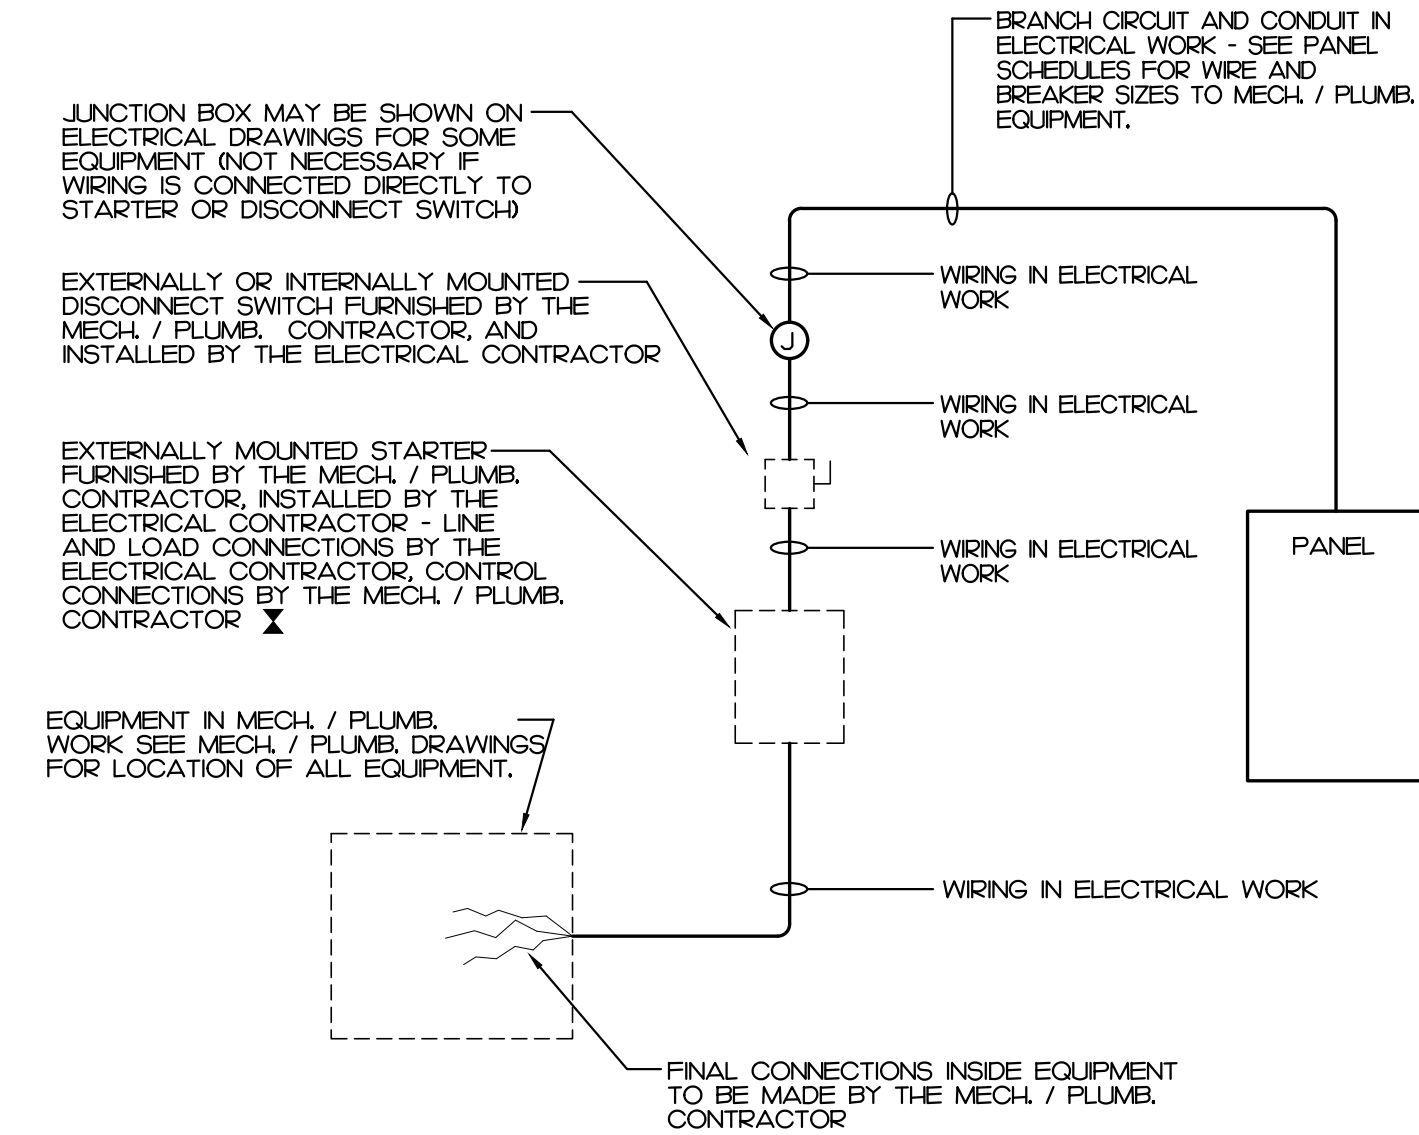 BRANCH CIRCUIT AND CONDUIT IN
ELECTRICAL WORK - SEE PANEL
SCHEDULES FOR WIRE AND
BREAKER SIZES TO MECH. / PLUMB.
EQUIPMENT.
JUNCTION BOX MAY BE SHOWN ON
ELECTRICAL DRAWINGS FOR SOME
EQUIPMENT (NOT NECESSARY IF
WIRING IS CONNECTED DIRECTLY TO
STARTER OR DISCONNECT SWITCH)
WIRING IN ELECTRICAL
WORK
EXTERNALLY OR INTERNALLY MOUNTED
DISCONNECT SWITCH FURNISHED BY THE
MECH. / PLUMB. CONTRACTOR, AND
INSTALLED BY THE ELECTRICAL CONTRACTOR
J
WIRING IN ELECTRICAL
WORK
EXTERNALLY MOUNTED STARTER
FURNISHED BY THE MECH. / PLUMB.
CONTRACTOR, INSTALLED BY THE
ELECTRICAL CONTRACTOR - LINE
AND LOAD CONNECTIONS BY THE
ELECTRICAL CONTRACTOR, CONTROL
CONNECTIONS BY THE MECH. / PLUMB.
CONTRACTOR
WIRING IN ELECTRICAL
WORK
PANEL
EQUIPMENT IN MECH. / PLUMB.
WORK SEE MECH. / PLUMB. DRAWINGS
FOR LOCATION OF ALL EQUIPMENT.
WIRING IN ELECTRICAL WORK
FINAL CONNECTIONS INSIDE EQUIPMENT
TO BE MADE BY THE MECH. / PLUMB.
CONTRACTOR